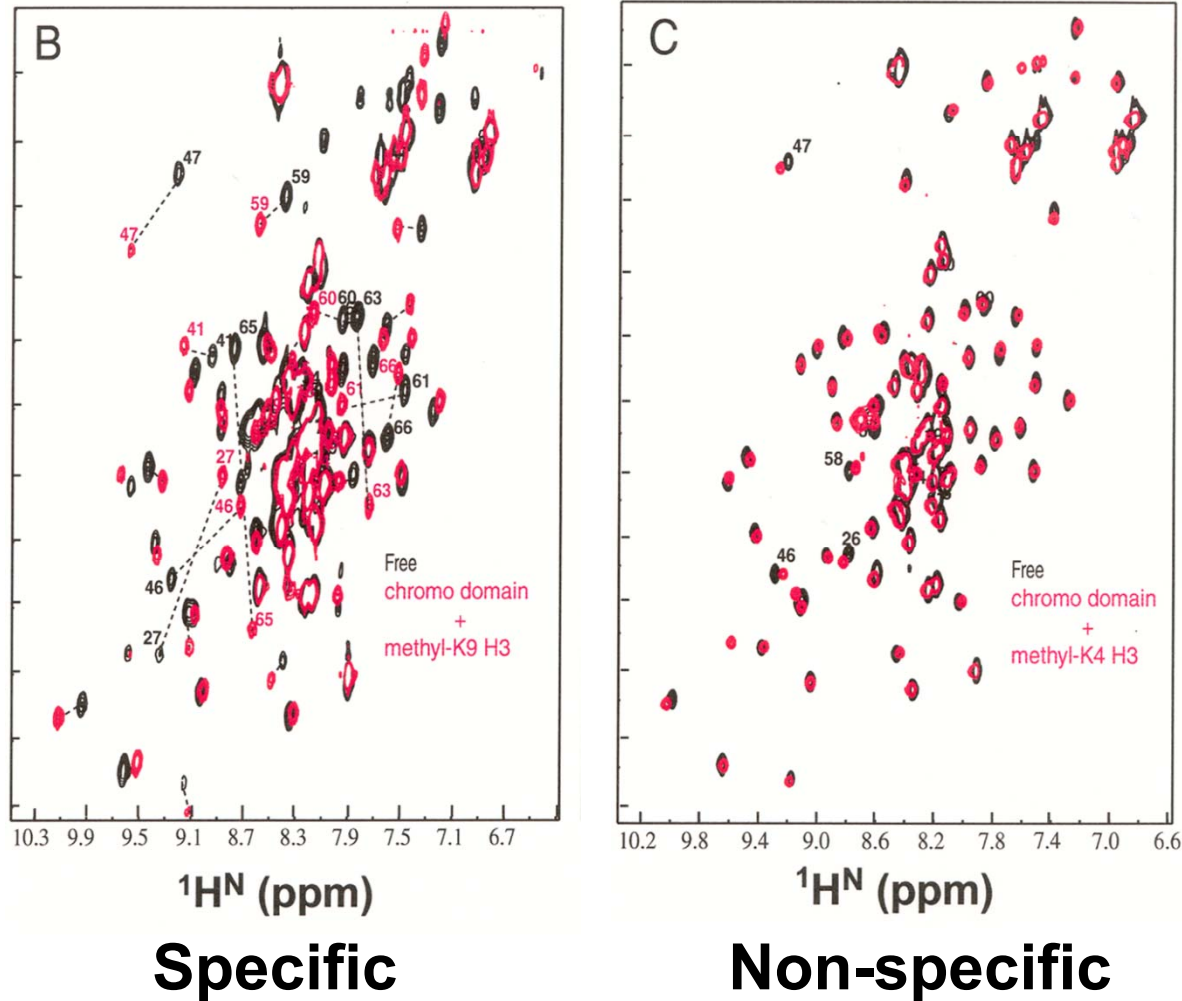 B
47
59
59
47
60
60
63
41
41
65
66
61
61
66
27
63
46
46
65
27
Free
chromo domain
+
methyl-K9 H3
10.3 9.9 9.5 9.1 8.7 8.3 7.9 7.5 7.1 6.7
¹Hᴺ (ppm)
Specific
C
47
58
26
46
Free
chromo domain
+
methyl-K4 H3
10.2 9.8 9.4 9.0 8.6 8.2 7.8 7.4 7.0 6.6
¹Hᴺ (ppm)
Non-specific